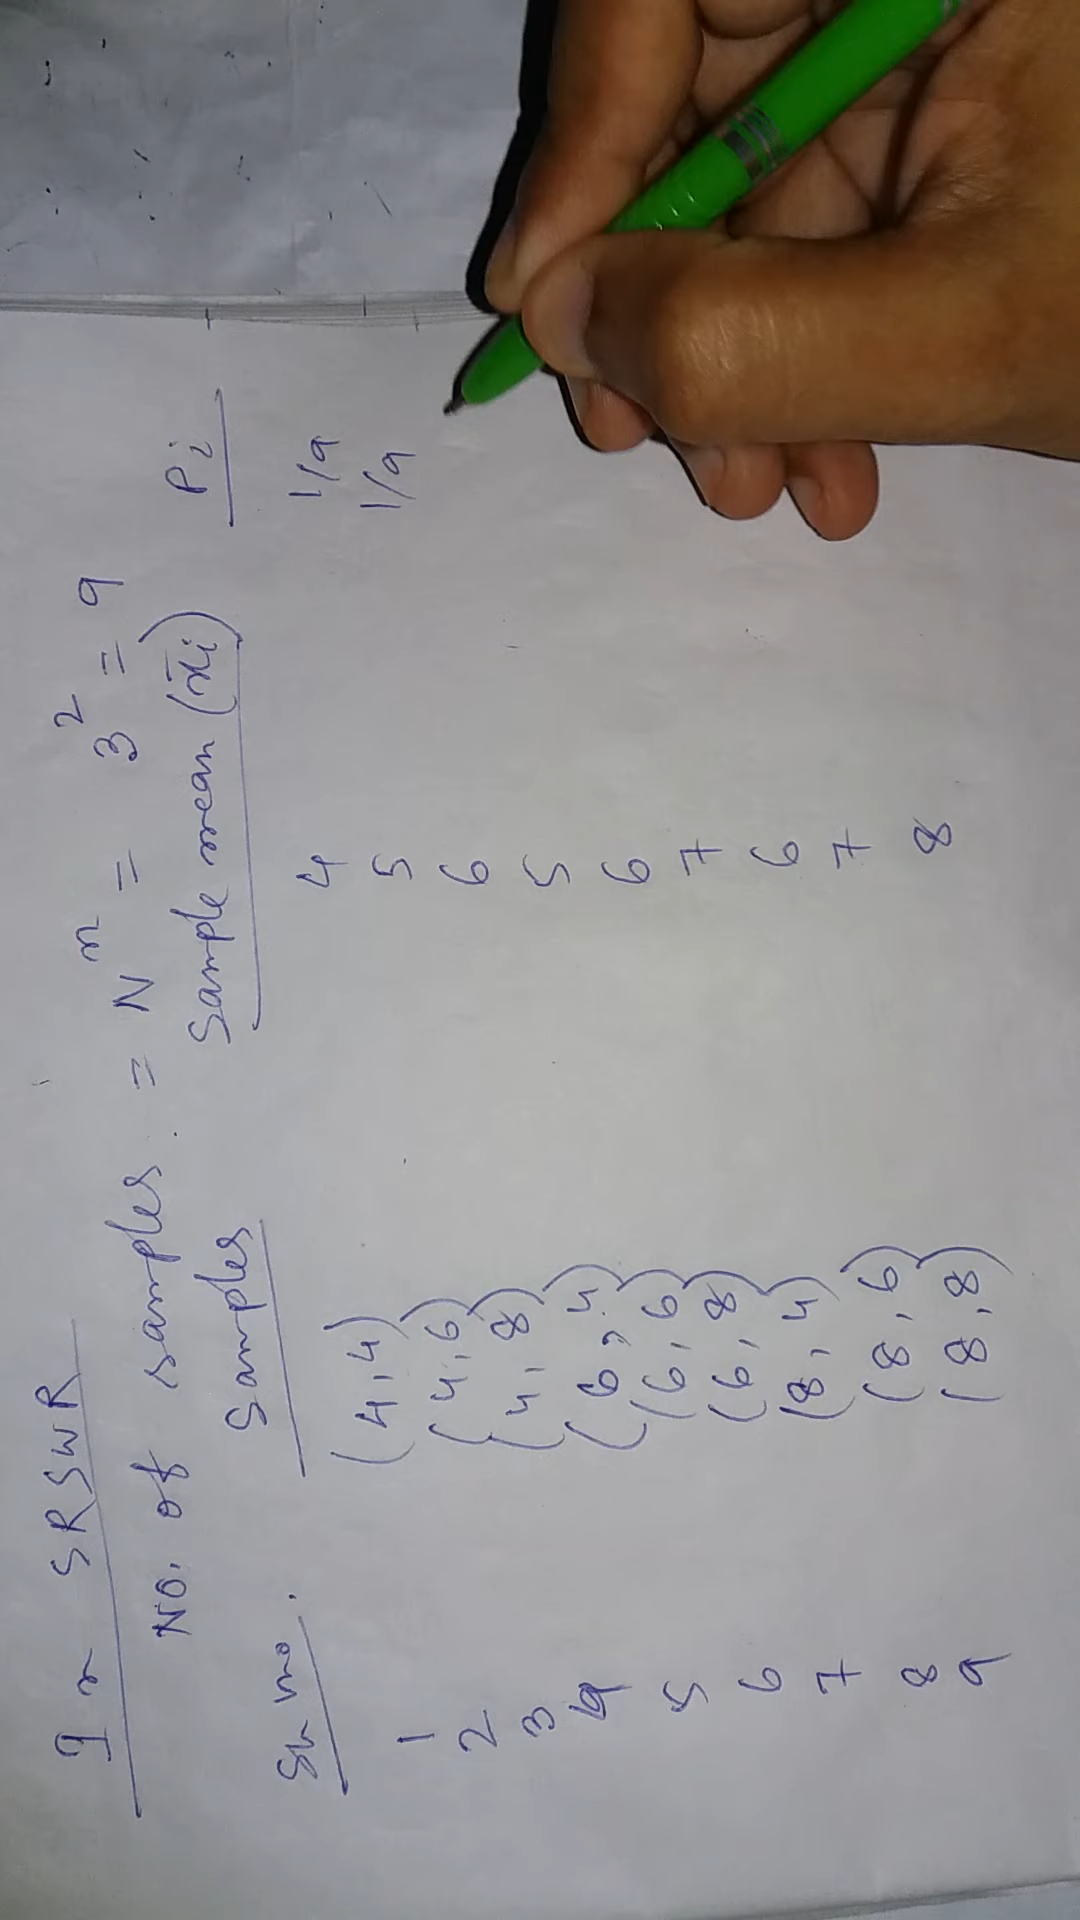 In SRSWR
No. of samples = N^n = 3^2 = 9
Sr no. Samples Sample mean (x̄i) Pi
1 (4,4) 4 1/9
2 (4,6) 5 1/9
3 (4,8) 6
4 (6,4) 5
5 (6,6) 6
6 (6,8) 7
7 (8,4) 6
8 (8,6) 7
9 (8,8) 8